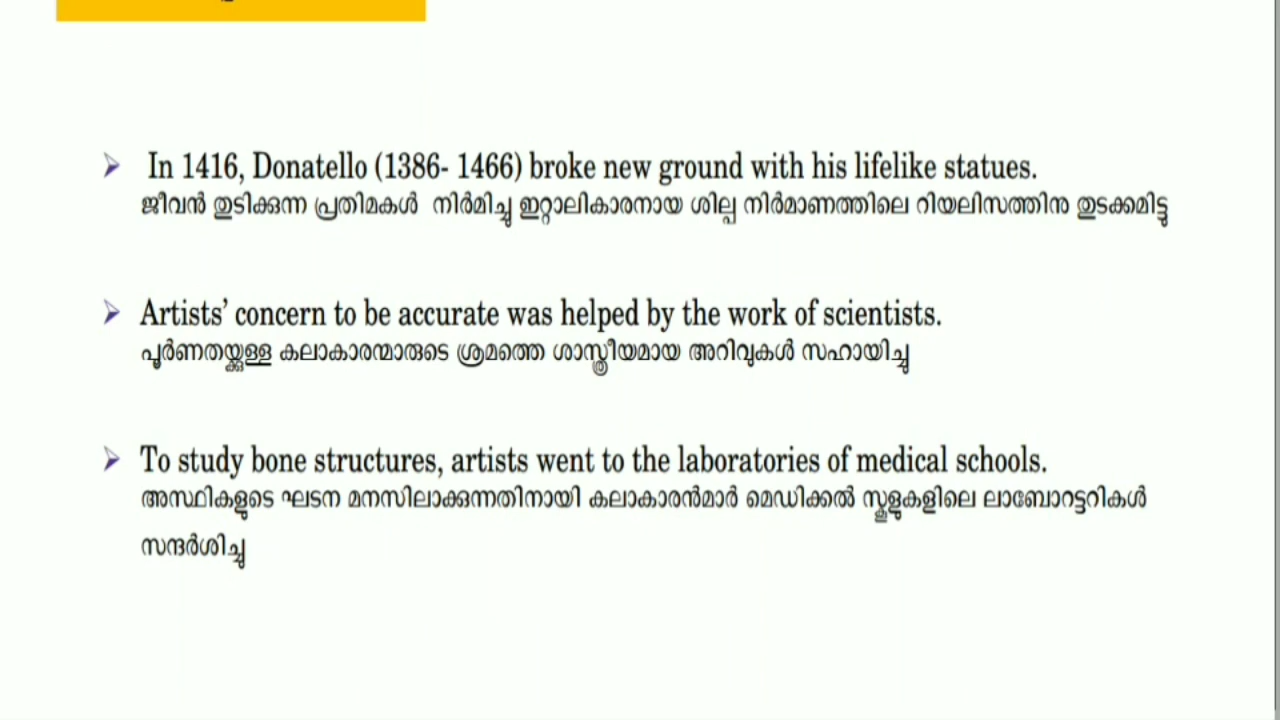 ➢ In 1416, Donatello (1386- 1466) broke new ground with his lifelike statues.
ജീവൻ തുടിക്കുന്ന പ്രതിമകൾ നിർമിച്ചു ഇറ്റാലികാരനായ ശില്പ നിർമാണത്തിലെ റിയലിസത്തിനു തുടക്കമിട്ടു
➢ Artists’ concern to be accurate was helped by the work of scientists.
പൂർണതയ്ക്കുള്ള കലാകാരന്മാരുടെ ശ്രമത്തെ ശാസ്ത്രീയമായ അറിവുകൾ സഹായിച്ചു
➢ To study bone structures, artists went to the laboratories of medical schools.
അസ്ഥികളുടെ ഘടന മനസിലാക്കുന്നതിനായി കലാകാരൻമാർ മെഡിക്കൽ സ്കൂളുകളിലെ ലാബോറട്ടറികൾ
സന്ദർശിച്ചു